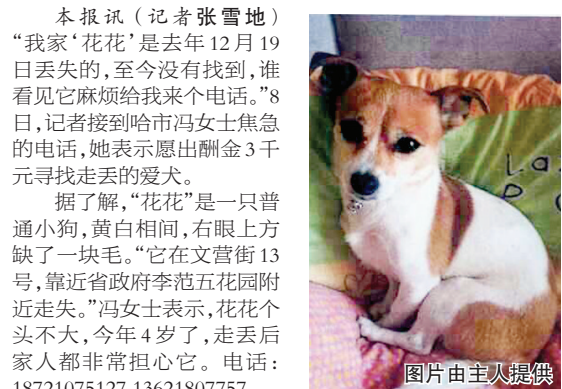 本报讯（记者张雪地）
“我家‘花花’是去年12月19
日丢失的，至今没有找到，谁
看见它麻烦给我来个电话。”8
日，记者接到哈市冯女士焦急
的电话，她表示愿出酬金3千
元寻找走丢的爱犬。
据了解，“花花”是一只普
通小狗，黄白相间，右眼上方
缺了一块毛。“它在文营街13
号，靠近省政府李范五花园附
近走失。”冯女士表示，花花个
头不大，今年4岁了，走丢后
家人都非常担心它。电话：
18721075127 13621807757
La
P
图片由主人提供